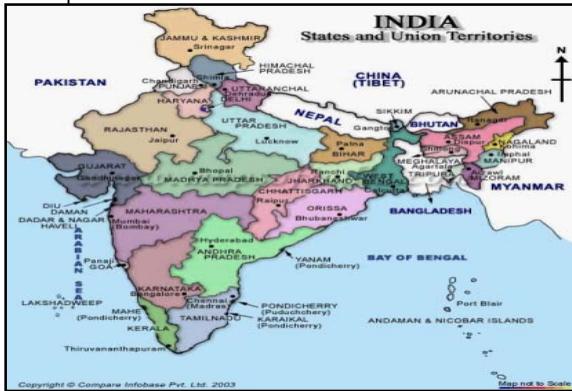 INDIA
States and Union Territories
N
JAMMU & KASHMIR
Srinagar
HIMACHAL
PRADESH
Shimla
PAKISTAN
CHINA
(TIBET)
Chandigarh
PUNJAB
UTTARANCHAL
Dehradun
HARYANA
DELHI
ARUNACHAL PRADESH
Itanagar
NEPAL
SIKKIM
Gangtok
BHUTAN
RAJASTHAN
Jaipur
UTTAR
PRADESH
Lucknow
ASSAM
Dispur
NAGALAND
Kohima
Shillong
MEGHALAYA
Imphal
MANIPUR
Patna
BIHAR
Agartala
TRIPURA
Aizawl
MIZORAM
MYANMAR
GUJARAT
Gandhinagar
Bhopal
MADHYA PRADESH
Ranchi
JHARKHAND
WEST
BENGAL
Calcutta
BANGLADESH
CHHATTISGARH
Raipur
DIU
DAMAN
DADAR & NAGAR
HAVELI
MAHARASHTRA
Mumbai
(Bombay)
ORISSA
Bhubaneshwar
ARABIAN SEA
Hyderabad
ANDHRA
PRADESH
YANAM
(Pondicherry)
BAY OF BENGAL
Panaji
GOA
KARNATAKA
Bangalore
Chennai
(Madras)
PONDICHERRY
(Puduchery)
KARAIKAL
(Pondicherry)
LAKSHADWEEP
MAHE
(Pondicherry)
TAMILNADU
KERALA
Thiruvananthapuram
Port Blair
ANDAMAN & NICOBAR ISLANDS
Copyright © Compare Infobase Pvt. Ltd. 2003
Map not to Scale